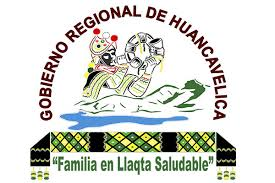 GOBIERNO REGIONAL DE HUANCAVELICA
"Familia en Llaqta Saludable"